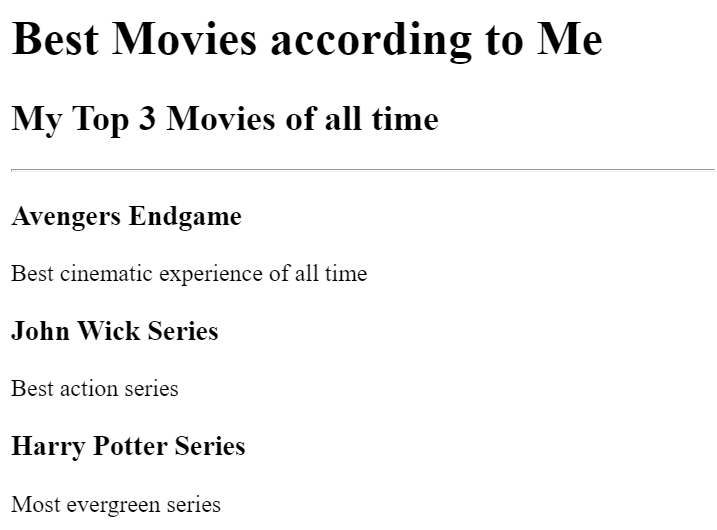 Best Movies according to Me
My Top 3 Movies of all time
Avengers Endgame
Best cinematic experience of all time
John Wick Series
Best action series
Harry Potter Series
Most evergreen series